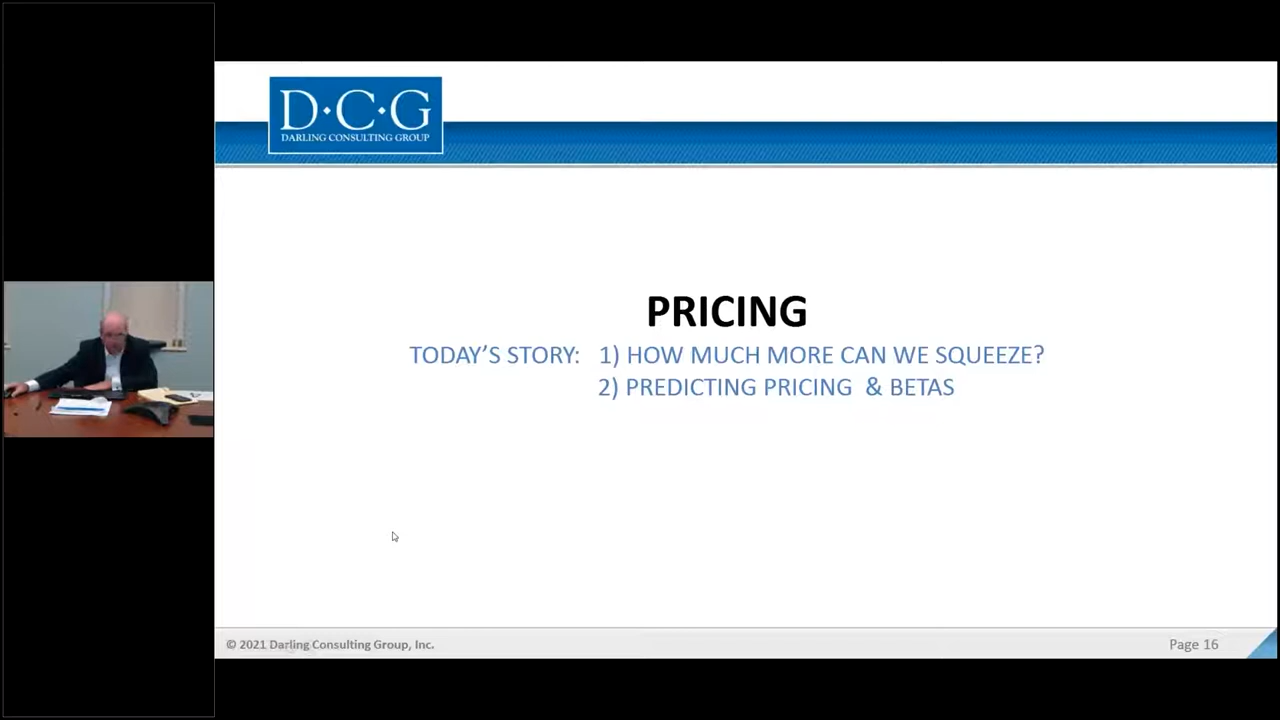 D·C·G
DARLING CONSULTING GROUP
PRICING
TODAY'S STORY: 1) HOW MUCH MORE CAN WE SQUEEZE?
2) PREDICTING PRICING & BETAS
© 2021 Darling Consulting Group, Inc.
Page 16